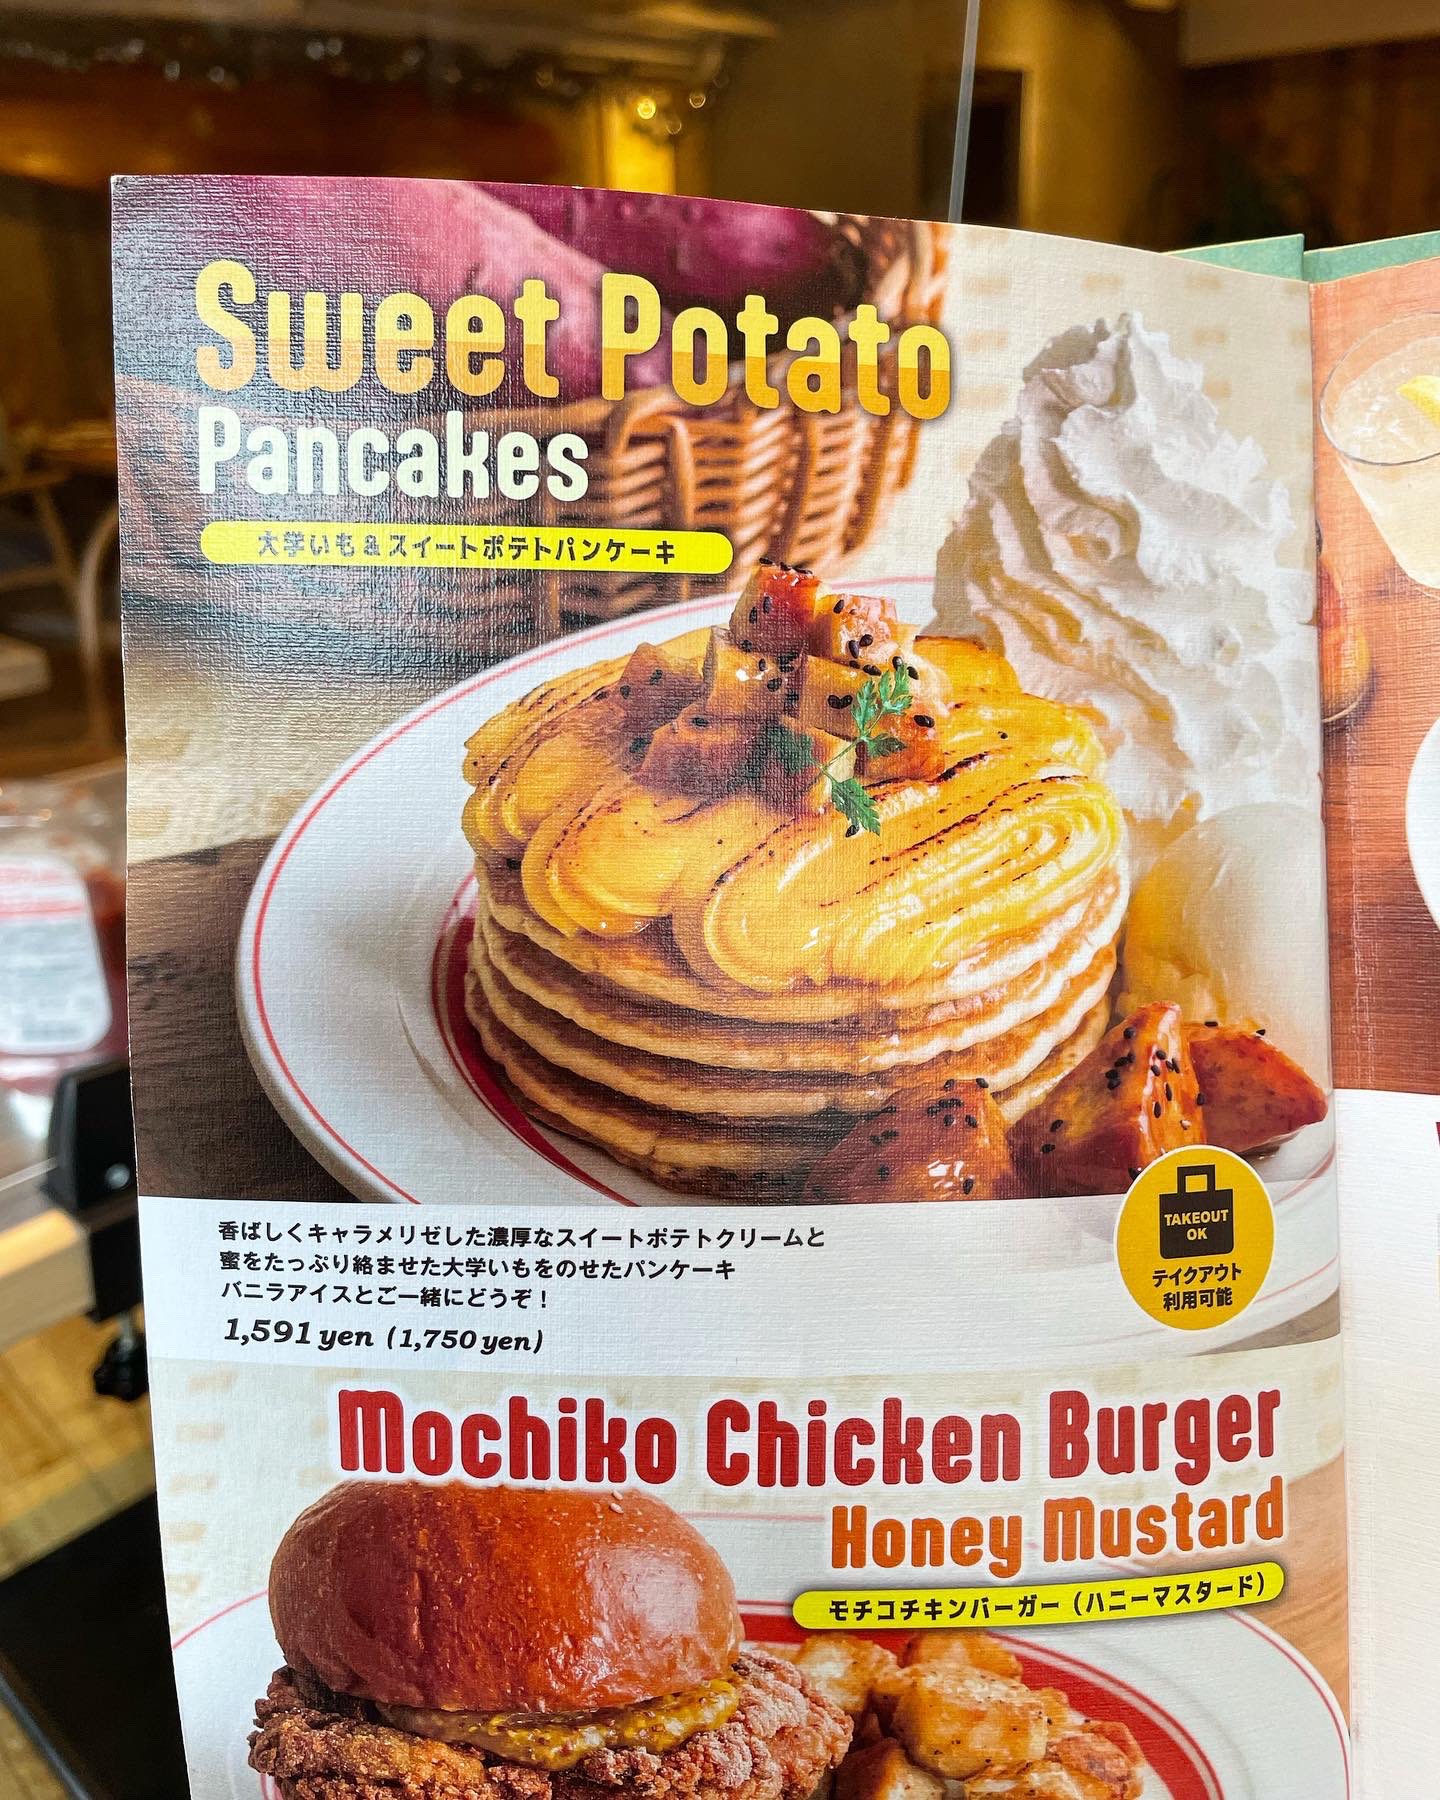 Sweet Potato
Pancakes
大学いも&スイートポテトパンケーキ
香ばしくキャラメリゼした濃厚なスイートポテトクリームと
蜜をたっぷり絡ませた大学いもをのせたパンケーキ
バニラアイスとご一緒にどうぞ！
1,591 yen (1,750 yen)
TAKEOUT
OK
テイクアウト
利用可能
Mochiko Chicken Burger
Honey Mustard
モチコチキンバーガー（ハニーマスタード）